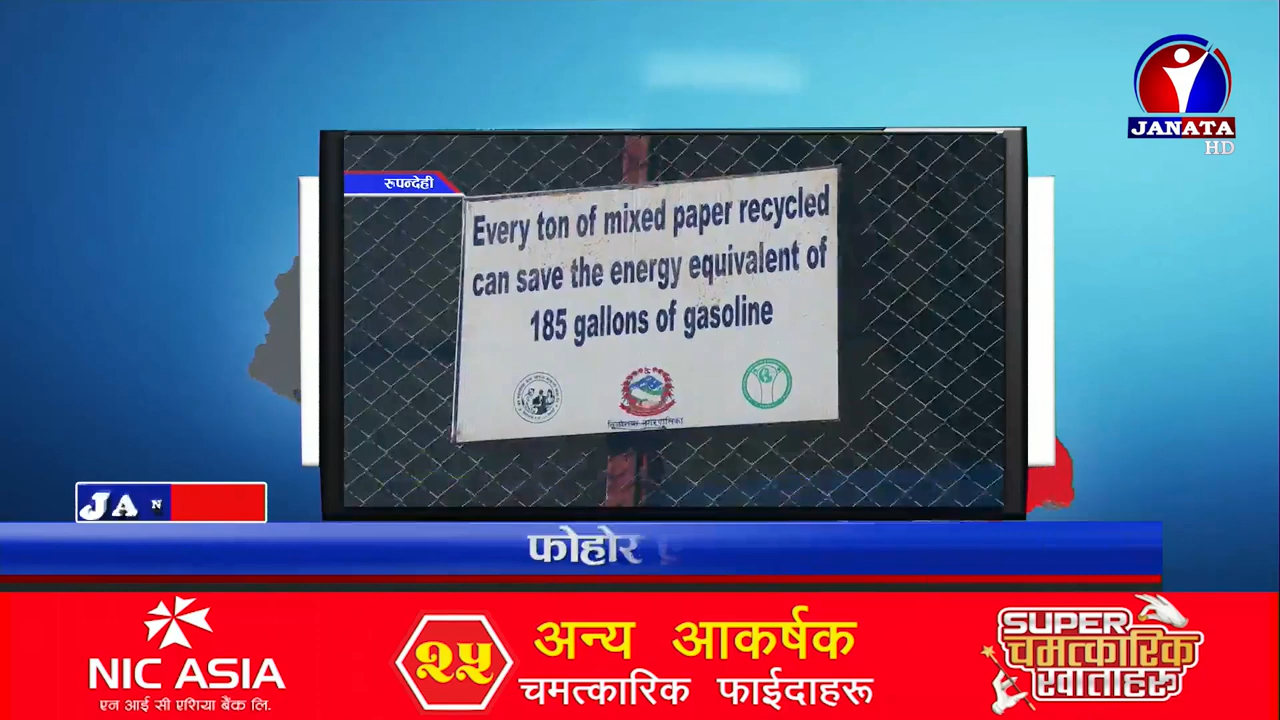 JANATA
HD
रुपन्देही
Every ton of mixed paper recycled
can save the energy equivalent of
185 gallons of gasoline
JA N
फोहोर
NIC ASIA
एन आई सी एशिया बैंक लि.
२५
अन्य आकर्षक
चमत्कारिक फाईदाहरू
SUPER
चमत्कारिक
खाताहरू